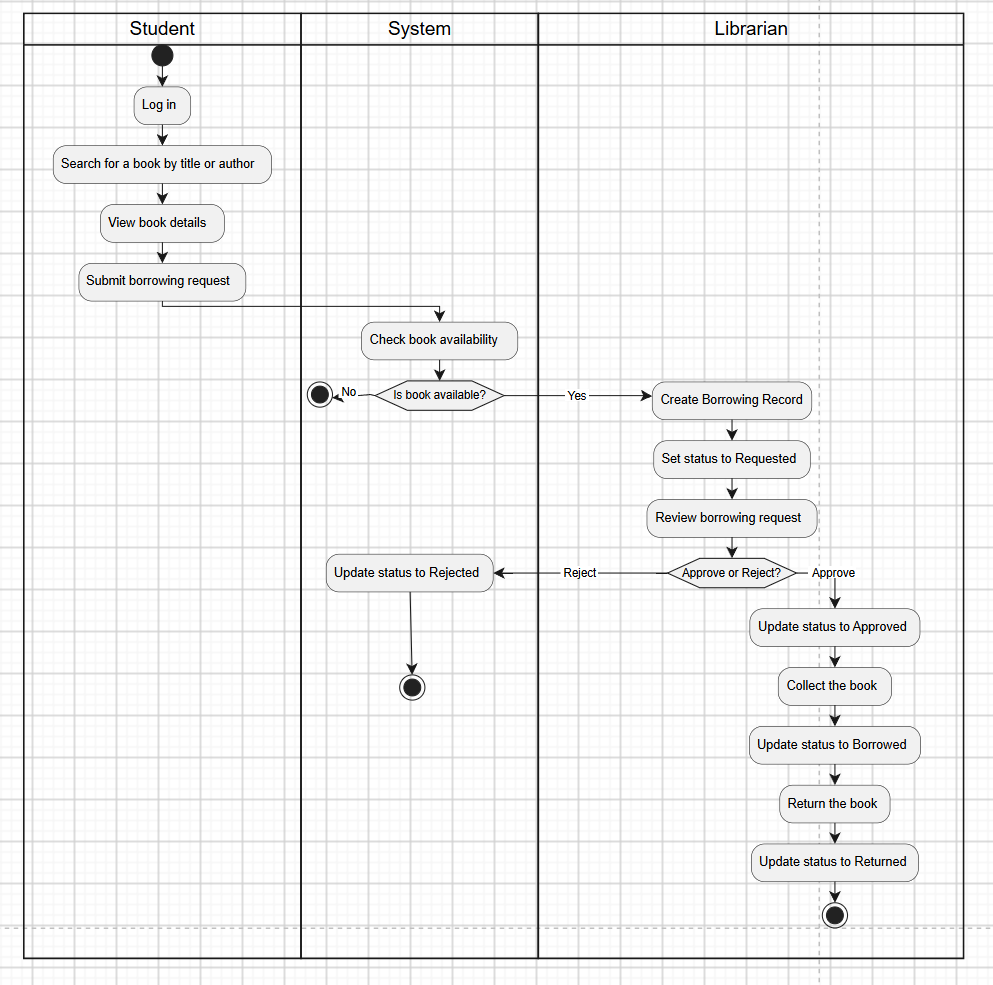 Student
System
Librarian
Log in
Search for a book by title or author
View book details
Submit borrowing request
Check book availability
No
Is book available?
Yes
Create Borrowing Record
Set status to Requested
Review borrowing request
Update status to Rejected
Reject
Approve or Reject?
Approve
Update status to Approved
Collect the book
Update status to Borrowed
Return the book
Update status to Returned